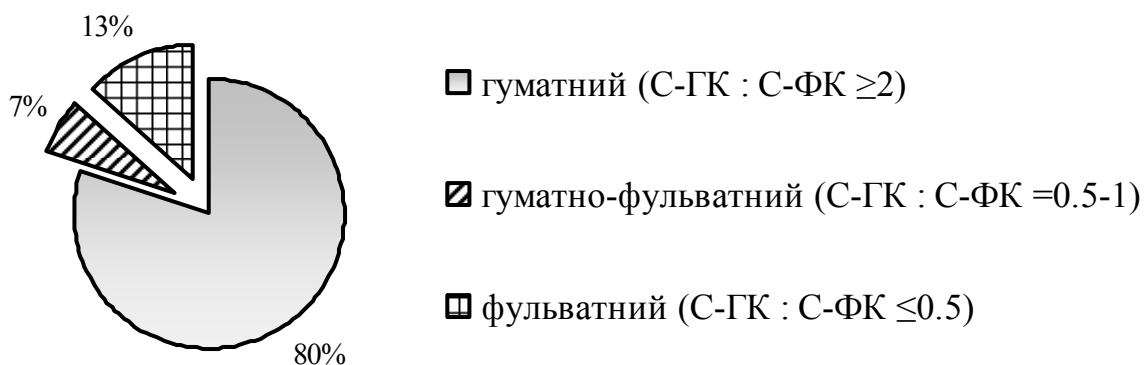 13%
7%
80%
гуматний (С-ГК : С-ФК ≥2)
гуматно-фульватний (С-ГК : С-ФК =0.5-1)
фульватний (С-ГК : С-ФК ≤0.5)